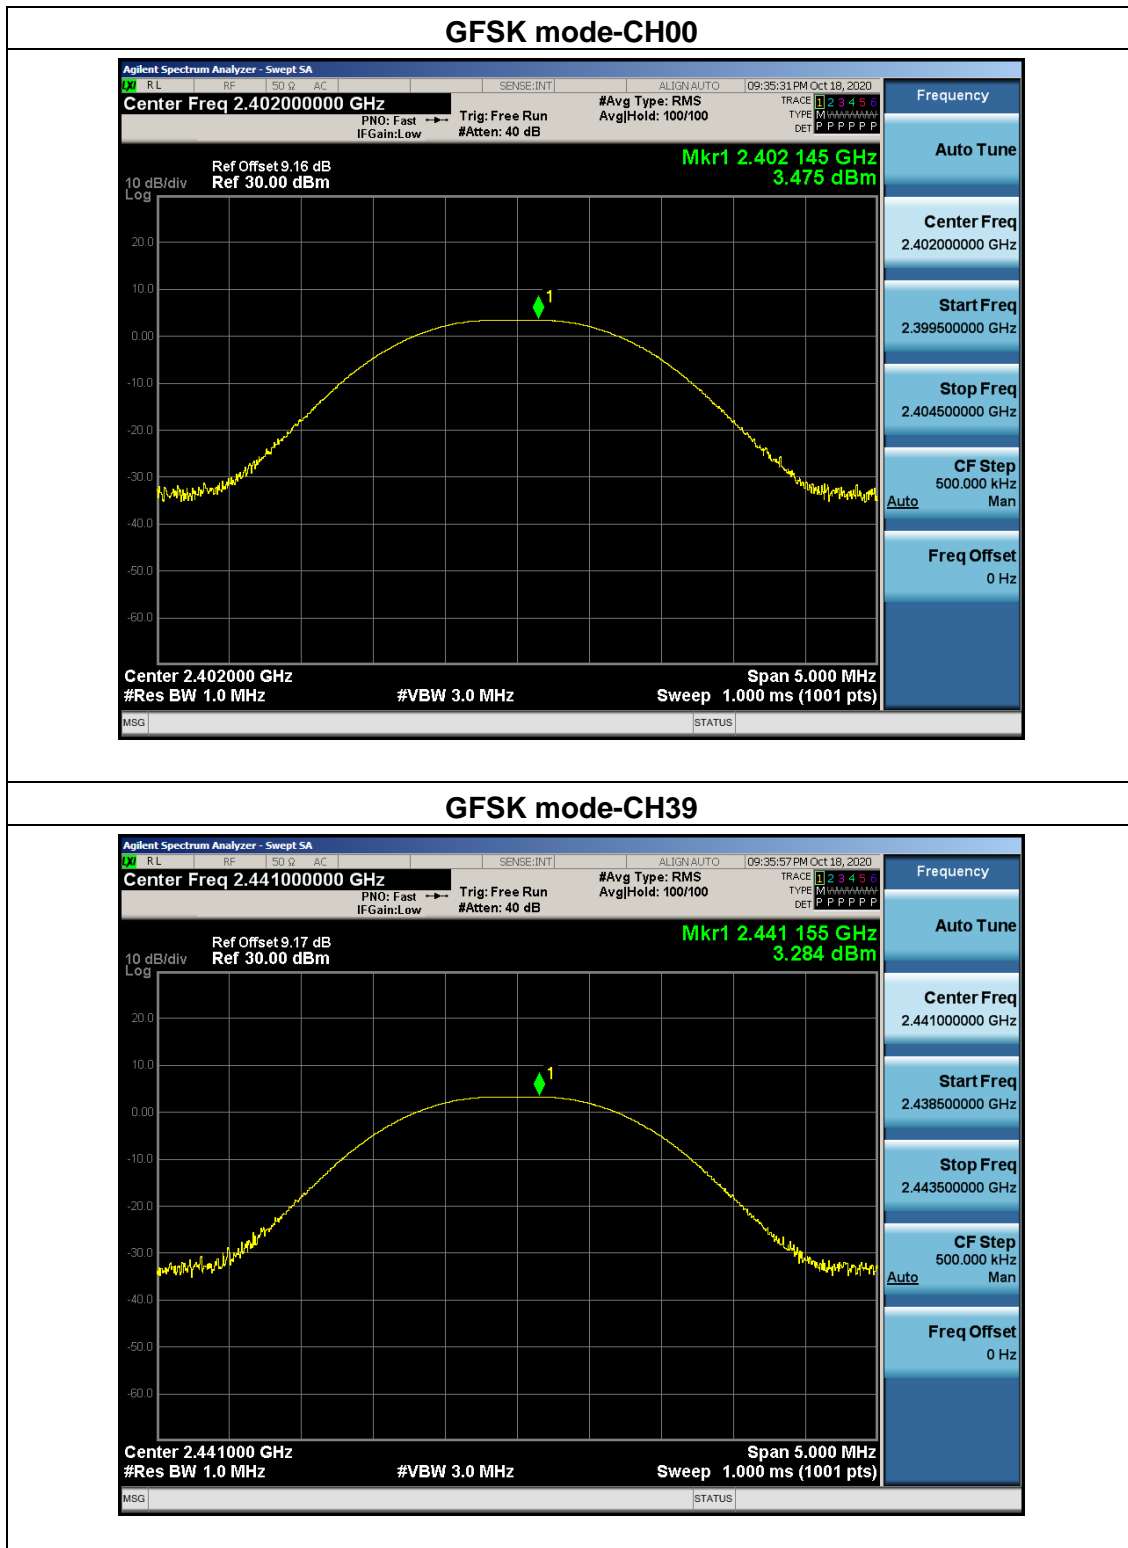 GFSK mode-CH00
Agilent Spectrum Analyzer - Swept SA
LXI RL RF 50 Ω AC SENSE:INT ALIGN AUTO 09:35:31 PM Oct 18, 2020
Center Freq 2.402000000 GHz #Avg Type: RMS TRACE 1 2 3 4 5 6
PNO: Fast Trig: Free Run Avg|Hold: 100/100 TYPE M
IFGain:Low #Atten: 40 dB DET P P P P P P
Frequency
Mkr1 2.402 145 GHz
3.475 dBm
Ref Offset 9.16 dB
10 dB/div Ref 30.00 dBm
Log
20.0
10.0
0.00
-10.0
-20.0
-30.0
-40.0
-50.0
-60.0
1
Center 2.402000 GHz Span 5.000 MHz
#Res BW 1.0 MHz #VBW 3.0 MHz Sweep 1.000 ms (1001 pts)
MSG STATUS
Auto Tune
Center Freq
2.402000000 GHz
Start Freq
2.399500000 GHz
Stop Freq
2.404500000 GHz
CF Step
500.000 kHz
Auto Man
Freq Offset
0 Hz
GFSK mode-CH39
Agilent Spectrum Analyzer - Swept SA
LXI RL RF 50 Ω AC SENSE:INT ALIGN AUTO 09:35:57 PM Oct 18, 2020
Center Freq 2.441000000 GHz #Avg Type: RMS TRACE 1 2 3 4 5 6
PNO: Fast Trig: Free Run Avg|Hold: 100/100 TYPE M
IFGain:Low #Atten: 40 dB DET P P P P P P
Frequency
Mkr1 2.441 155 GHz
3.284 dBm
Ref Offset 9.17 dB
10 dB/div Ref 30.00 dBm
Log
20.0
10.0
0.00
-10.0
-20.0
-30.0
-40.0
-50.0
-60.0
1
Center 2.441000 GHz Span 5.000 MHz
#Res BW 1.0 MHz #VBW 3.0 MHz Sweep 1.000 ms (1001 pts)
MSG STATUS
Auto Tune
Center Freq
2.441000000 GHz
Start Freq
2.438500000 GHz
Stop Freq
2.443500000 GHz
CF Step
500.000 kHz
Auto Man
Freq Offset
0 Hz